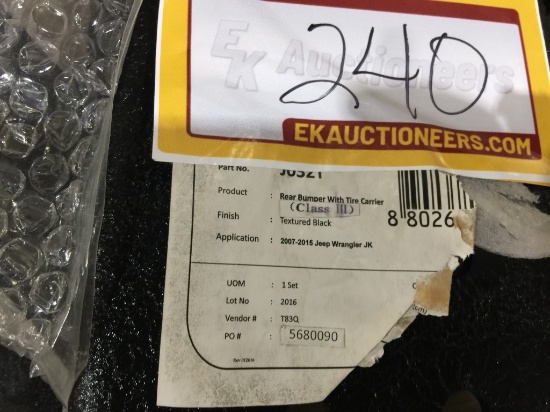 EK Auctioneers
240
EKAUCTIONEERS.COM
Part No. : J0321
Product : Rear Bumper With Tire Carrier
(Class III)
Finish : Textured Black
8 8026
Application : 2007-2015 Jeep Wrangler JK
UOM : 1 Set
Lot No : 2016
Vendor # : T83Q
PO # : 5680090